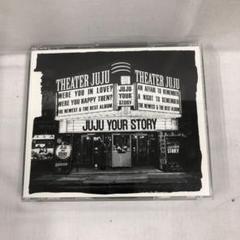 THEATER JUJU
WERE YOU IN LOVE?
WERE YOU HAPPY THEN?
THE NEWEST & THE BEST ALBUM
JUJU
YOUR
STORY
THEATER JUJU
AN AFFAIR TO REMEMBER
A NIGHT TO REMEMBER
THE NEWEST & THE BEST ALBUM
JUJU YOUR STORY